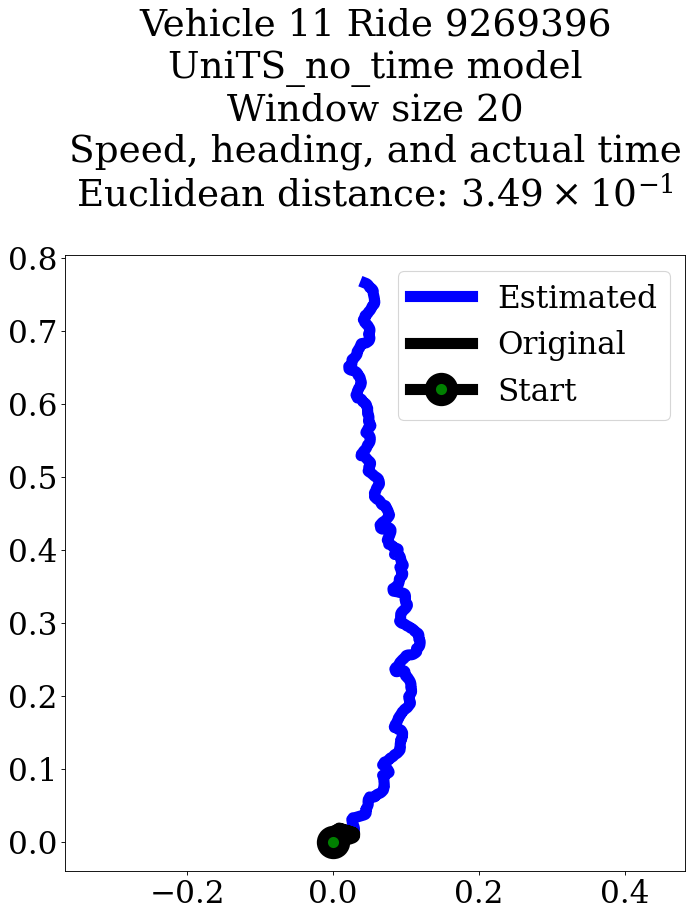 Vehicle 11 Ride 9269396
UniTS_no_time model
Window size 20
Speed, heading, and actual time
Euclidean distance: 3.49 × 10⁻¹
Estimated
Original
Start
0.8
0.7
0.6
0.5
0.4
0.3
0.2
0.1
0.0
−0.2 0.0 0.2 0.4